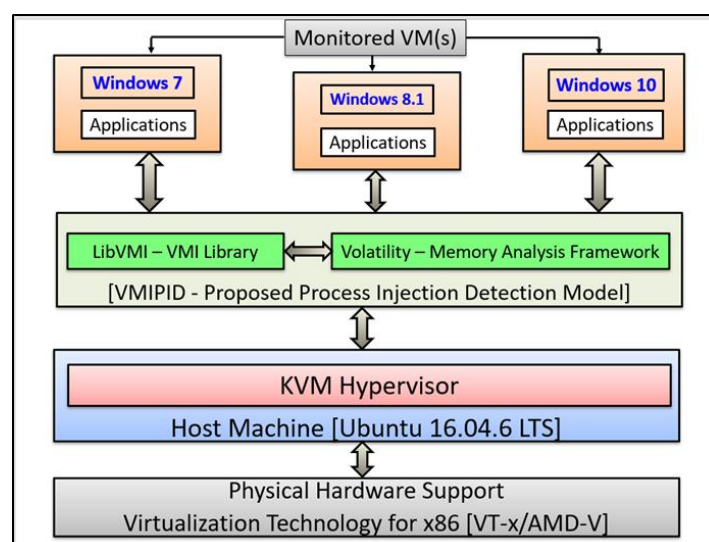 Monitored VM(s)
Windows 7
Applications
Windows 8.1
Applications
Windows 10
Applications
LibVMI – VMI Library
Volatility – Memory Analysis Framework
[VMIPID - Proposed Process Injection Detection Model]
KVM Hypervisor
Host Machine [Ubuntu 16.04.6 LTS]
Physical Hardware Support
Virtualization Technology for x86 [VT-x/AMD-V]